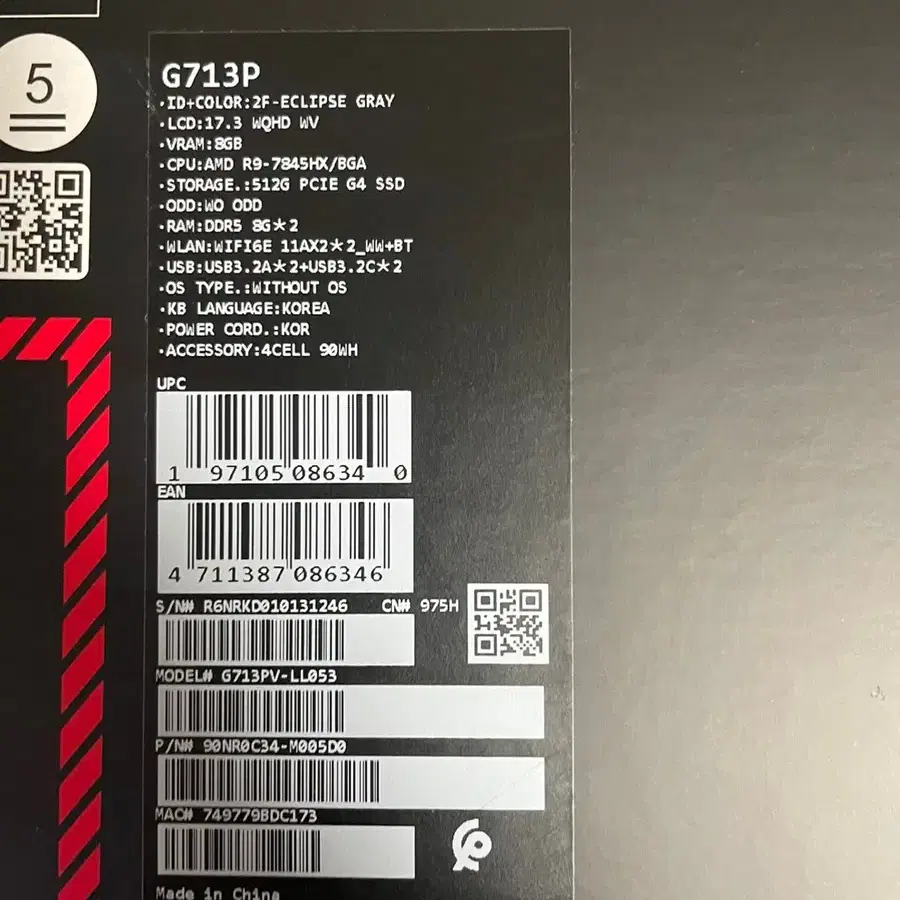 5
G713P
·ID+COLOR:2F-ECLIPSE GRAY
·LCD:17.3 WQHD WV
·VRAM:8GB
·CPU:AMD R9-7845HX/BGA
·STORAGE.:512G PCIE G4 SSD
·ODD:WO ODD
·RAM:DDR5 8G*2
·WLAN:WIFI6E 11AX2*2_WW+BT
·USB:USB3.2A*2+USB3.2C*2
·OS TYPE.:WITHOUT OS
·KB LANGUAGE:KOREA
·POWER CORD.:KOR
·ACCESSORY:4CELL 90WH
UPC
1 97105 08634 0
EAN
4 711387 086346
S/N# R6NRKD010131246 CN# 975H
MODEL# G713PV-LL053
P/N# 90NR0C34-M005D0
MAC# 749779BDC173
Made in China